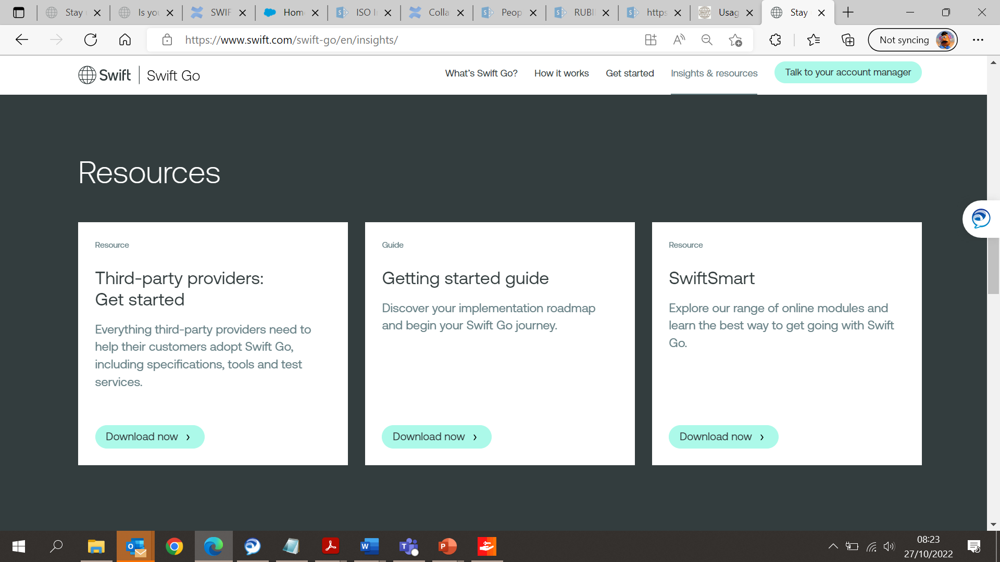 Stay
Is you
SWIF
Hom
ISO I
Colla
Peop
RUBI
https
Usag
Stay
https://www.swift.com/swift-go/en/insights/
Not syncing
Swift | Swift Go
What's Swift Go?
How it works
Get started
Insights & resources
Talk to your account manager
Resources
Resource
Third-party providers:
Get started
Everything third-party providers need to
help their customers adopt Swift Go,
including specifications, tools and test
services.
Download now
Guide
Getting started guide
Discover your implementation roadmap
and begin your Swift Go journey.
Download now
Resource
SwiftSmart
Explore our range of online modules and
learn the best way to get going with Swift
Go.
Download now
08:23
27/10/2022